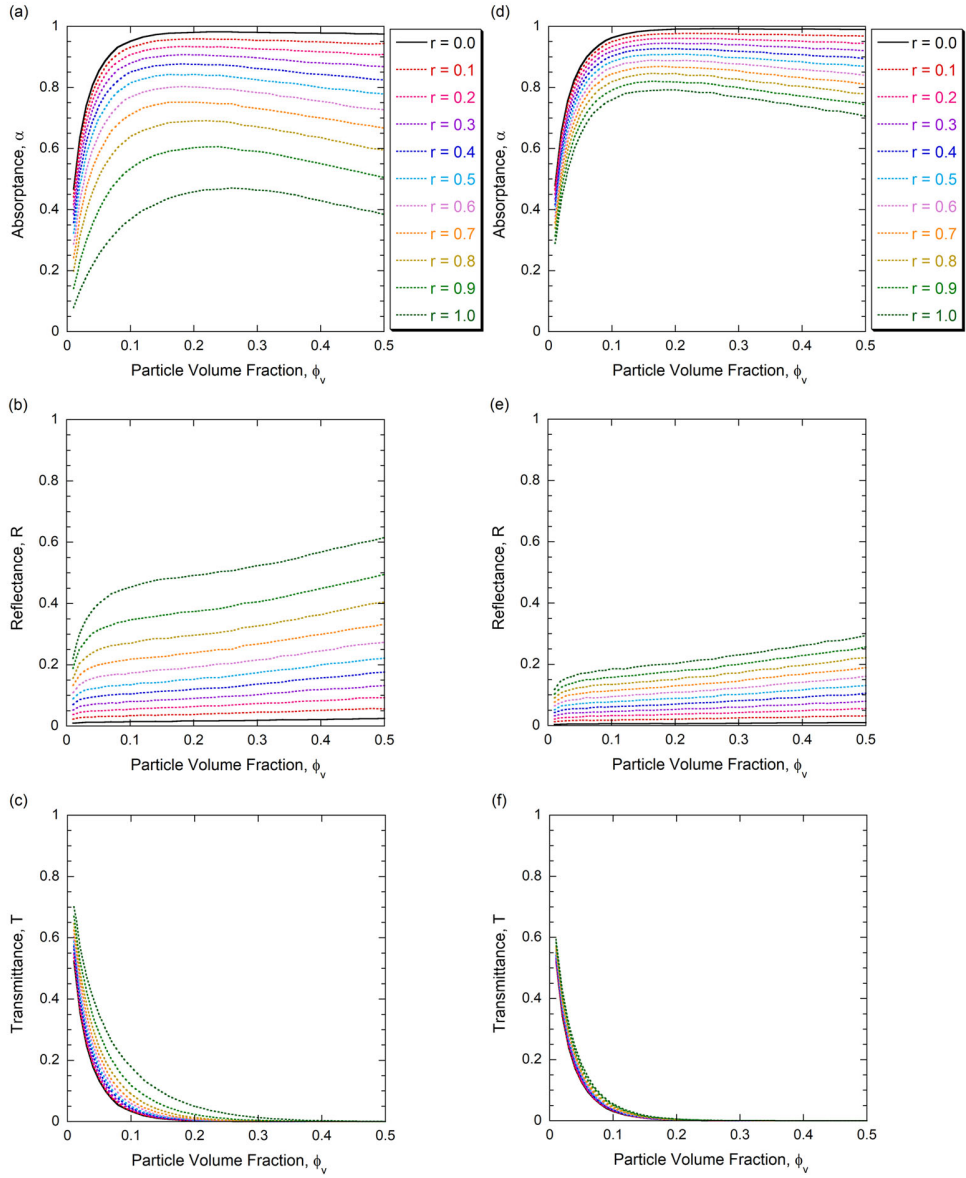 (a)
1
0.8
0.6
0.4
0.2
0
Absorptance, α
0
0.1
0.2
0.3
0.4
0.5
Particle Volume Fraction, ϕv
r = 0.0
r = 0.1
r = 0.2
r = 0.3
r = 0.4
r = 0.5
r = 0.6
r = 0.7
r = 0.8
r = 0.9
r = 1.0
(d)
1
0.8
0.6
0.4
0.2
0
Absorptance, α
0
0.1
0.2
0.3
0.4
0.5
Particle Volume Fraction, ϕv
r = 0.0
r = 0.1
r = 0.2
r = 0.3
r = 0.4
r = 0.5
r = 0.6
r = 0.7
r = 0.8
r = 0.9
r = 1.0
(b)
1
0.8
0.6
0.4
0.2
0
Reflectance, R
0
0.1
0.2
0.3
0.4
0.5
Particle Volume Fraction, ϕv
(e)
1
0.8
0.6
0.4
0.2
0
Reflectance, R
0
0.1
0.2
0.3
0.4
0.5
Particle Volume Fraction, ϕv
(c)
1
0.8
0.6
0.4
0.2
0
Transmittance, T
0
0.1
0.2
0.3
0.4
0.5
Particle Volume Fraction, ϕv
(f)
1
0.8
0.6
0.4
0.2
0
Transmittance, T
0
0.1
0.2
0.3
0.4
0.5
Particle Volume Fraction, ϕv